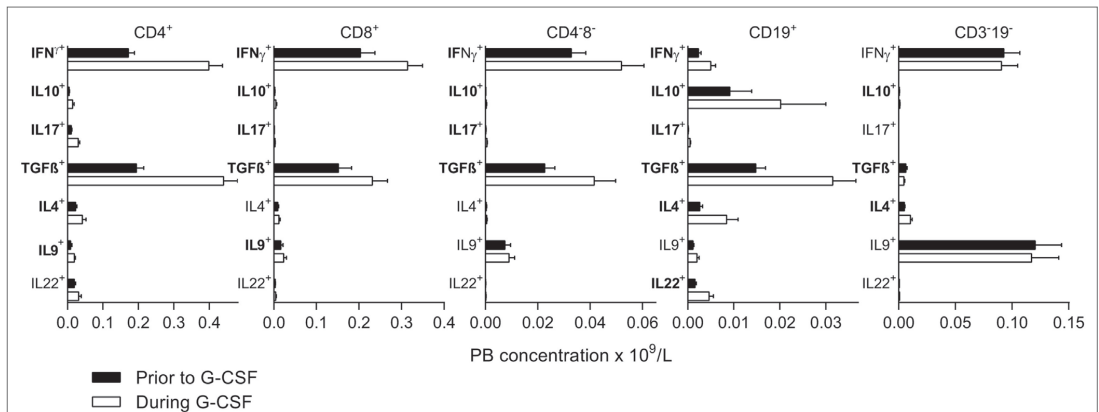 CD4⁺ CD8⁺ CD4⁻8⁻ CD19⁺ CD3⁻19⁻
IFNγ⁺ IFNγ⁺ IFNγ⁺ IFNγ⁺ IFNγ⁺
IL10⁺ IL10⁺ IL10⁺ IL10⁺ IL10⁺
IL17⁺ IL17⁺ IL17⁺ IL17⁺ IL17⁺
TGFß⁺ TGFß⁺ TGFß⁺ TGFß⁺ TGFß⁺
IL4⁺ IL4⁺ IL4⁺ IL4⁺ IL4⁺
IL9⁺ IL9⁺ IL9⁺ IL9⁺ IL9⁺
IL22⁺ IL22⁺ IL22⁺ IL22⁺ IL22⁺
0.0 0.2 0.4 0.0 0.1 0.2 0.3 0.4 0.00 0.02 0.04 0.06 0.00 0.01 0.02 0.03 0.00 0.05 0.10 0.15
PB concentration x 10⁹/L
Prior to G-CSF
During G-CSF